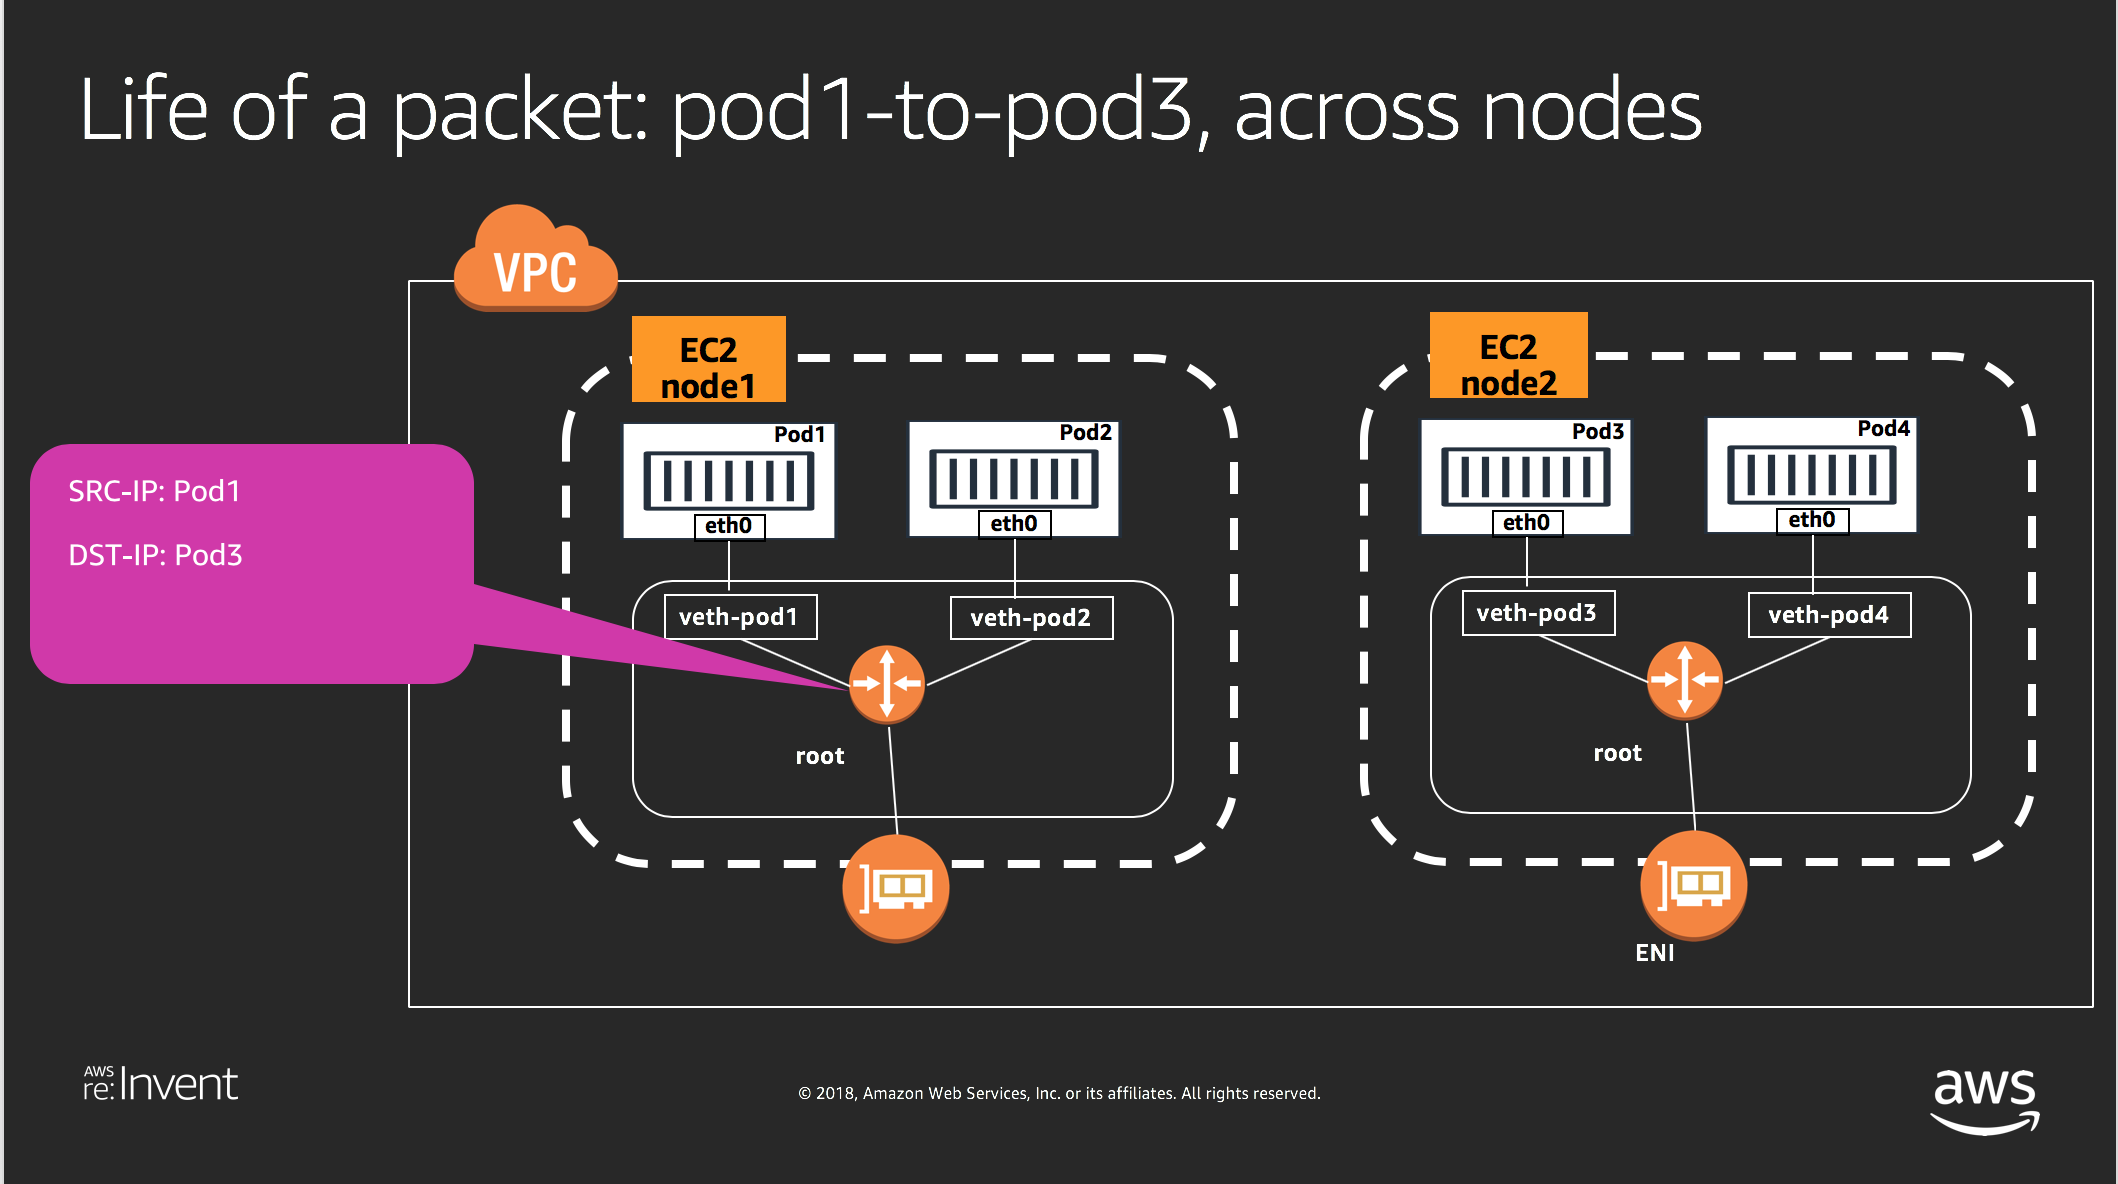 Life of a packet: pod1-to-pod3, across nodes
VPC
EC2
node1
EC2
node2
Pod1
eth0
Pod2
eth0
Pod3
eth0
Pod4
eth0
SRC-IP: Pod1
DST-IP: Pod3
veth-pod1
veth-pod2
veth-pod3
veth-pod4
root
root
ENI
AWS
re:Invent
© 2018, Amazon Web Services, Inc. or its affiliates. All rights reserved.
aws